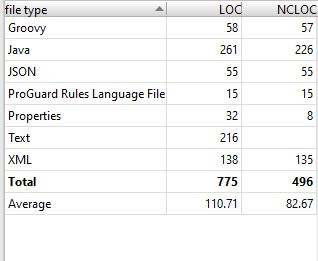 file type LOC NCLOC
Groovy 58 57
Java 261 226
JSON 55 55
ProGuard Rules Language File 15 15
Properties 32 8
Text 216
XML 138 135
Total 775 496
Average 110.71 82.67